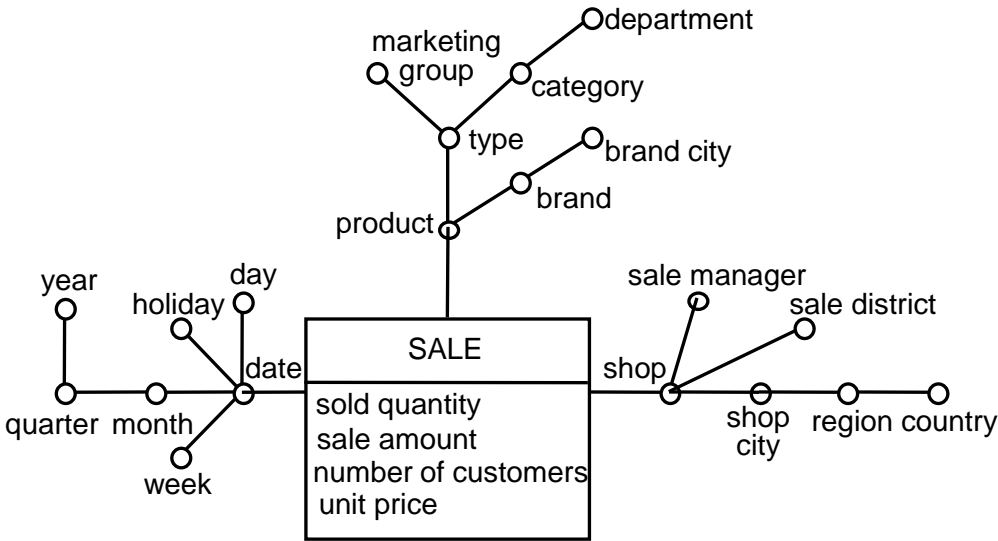 department
marketing
group
category
type
brand city
brand
product
year
holiday
day
date
quarter
month
week
SALE
sold quantity
sale amount
number of customers
unit price
sale manager
sale district
shop
shop
city
region
country